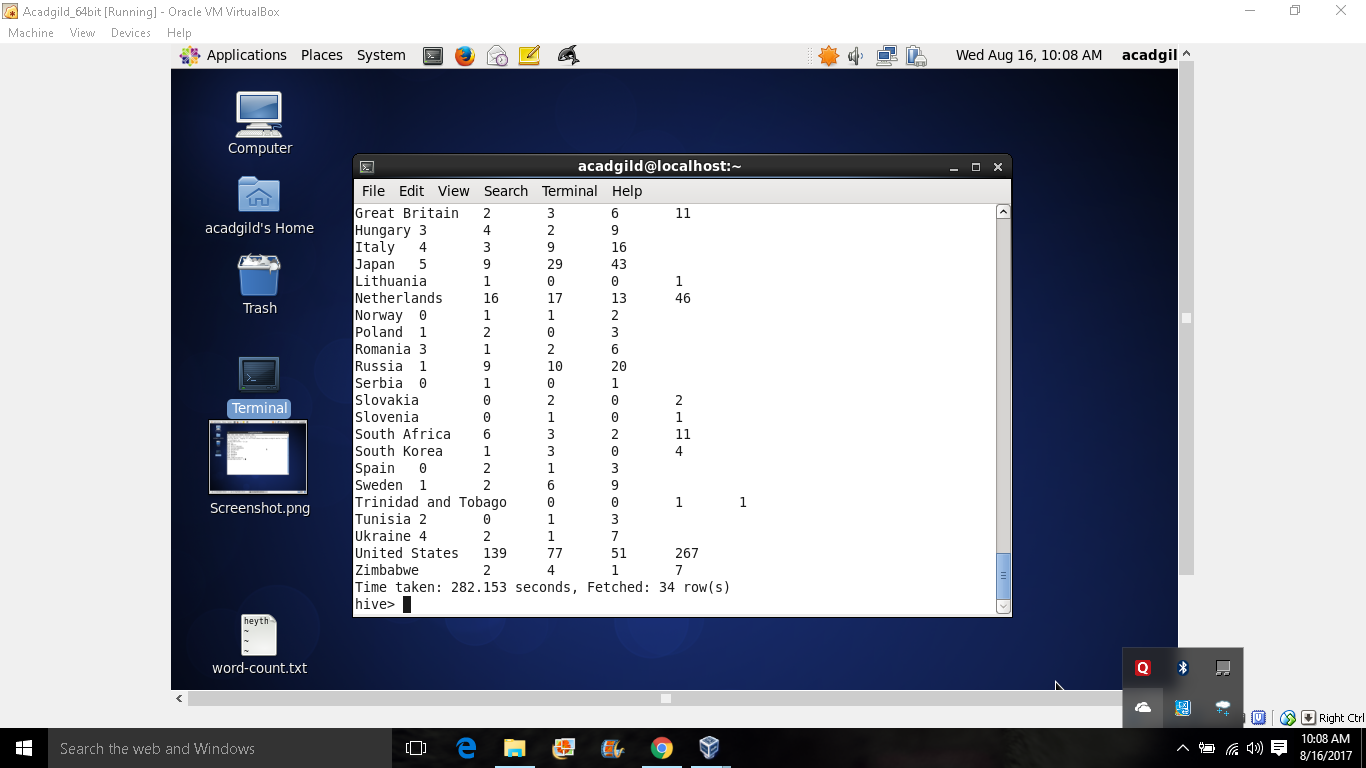 Acadgild_64bit [Running] - Oracle VM VirtualBox
Machine View Devices Help
Applications Places System
Wed Aug 16, 10:08 AM acadgil
Computer
acadgild's Home
Trash
Terminal
Screenshot.png
heyth
~
~
~
word-count.txt
acadgild@localhost:~
File Edit View Search Terminal Help
Great Britain 2 3 6 11
Hungary 3 4 2 9
Italy 4 3 9 16
Japan 5 9 29 43
Lithuania 1 0 0 1
Netherlands 16 17 13 46
Norway 0 1 1 2
Poland 1 2 0 3
Romania 3 1 2 6
Russia 1 9 10 20
Serbia 0 1 0 1
Slovakia 0 2 0 2
Slovenia 0 1 0 1
South Africa 6 3 2 11
South Korea 1 3 0 4
Spain 0 2 1 3
Sweden 1 2 6 9
Trinidad and Tobago 0 0 1 1
Tunisia 2 0 1 3
Ukraine 4 2 1 7
United States 139 77 51 267
Zimbabwe 2 4 1 7
Time taken: 282.153 seconds, Fetched: 34 row(s)
hive>
Q
Right Ctrl
Search the web and Windows
10:08 AM
8/16/2017